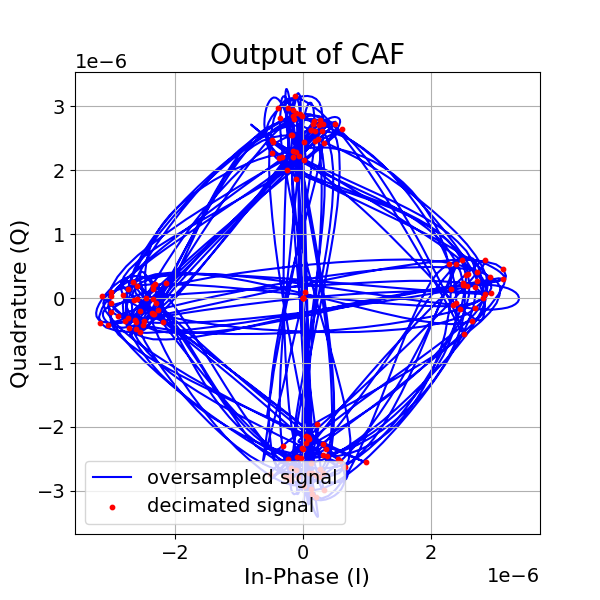 Output of CAF
1e−6
3
2
1
0
−1
−2
−3
Quadrature (Q)
oversampled signal
decimated signal
−2 0 2
In-Phase (I)
1e−6